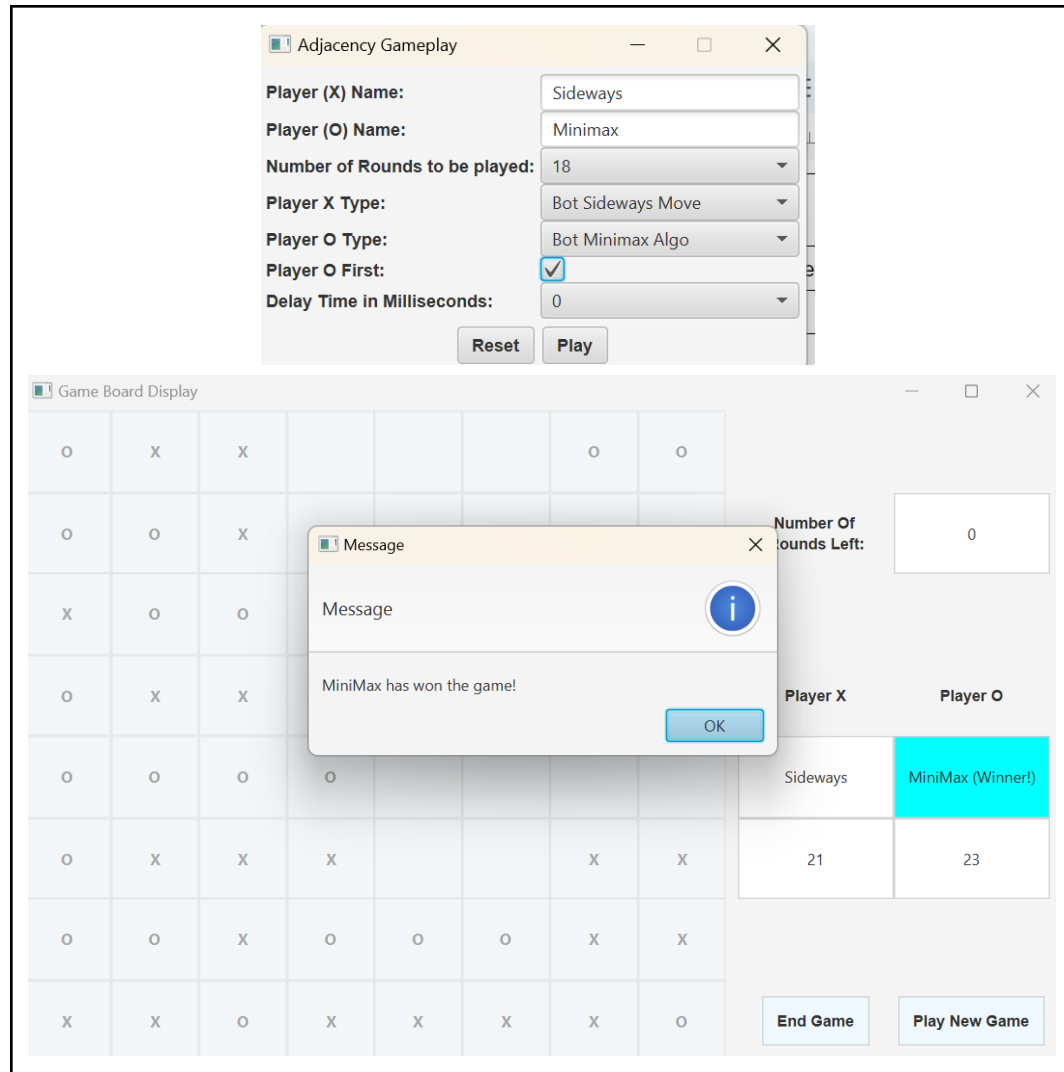 Adjacency Gameplay
Player (X) Name: Sideways
Player (O) Name: Minimax
Number of Rounds to be played: 18
Player X Type: Bot Sideways Move
Player O Type: Bot Minimax Algo
Player O First:
Delay Time in Milliseconds: 0
Reset Play
Game Board Display
O X X O O
O O X
X O O
O X X
O O O O
O X X X X X
O O X O O O X X
X X O X X X X O
Message
Message
i
MiniMax has won the game!
OK
Number Of
ounds Left:
0
Player X Player O
Sideways MiniMax (Winner!)
21 23
End Game Play New Game